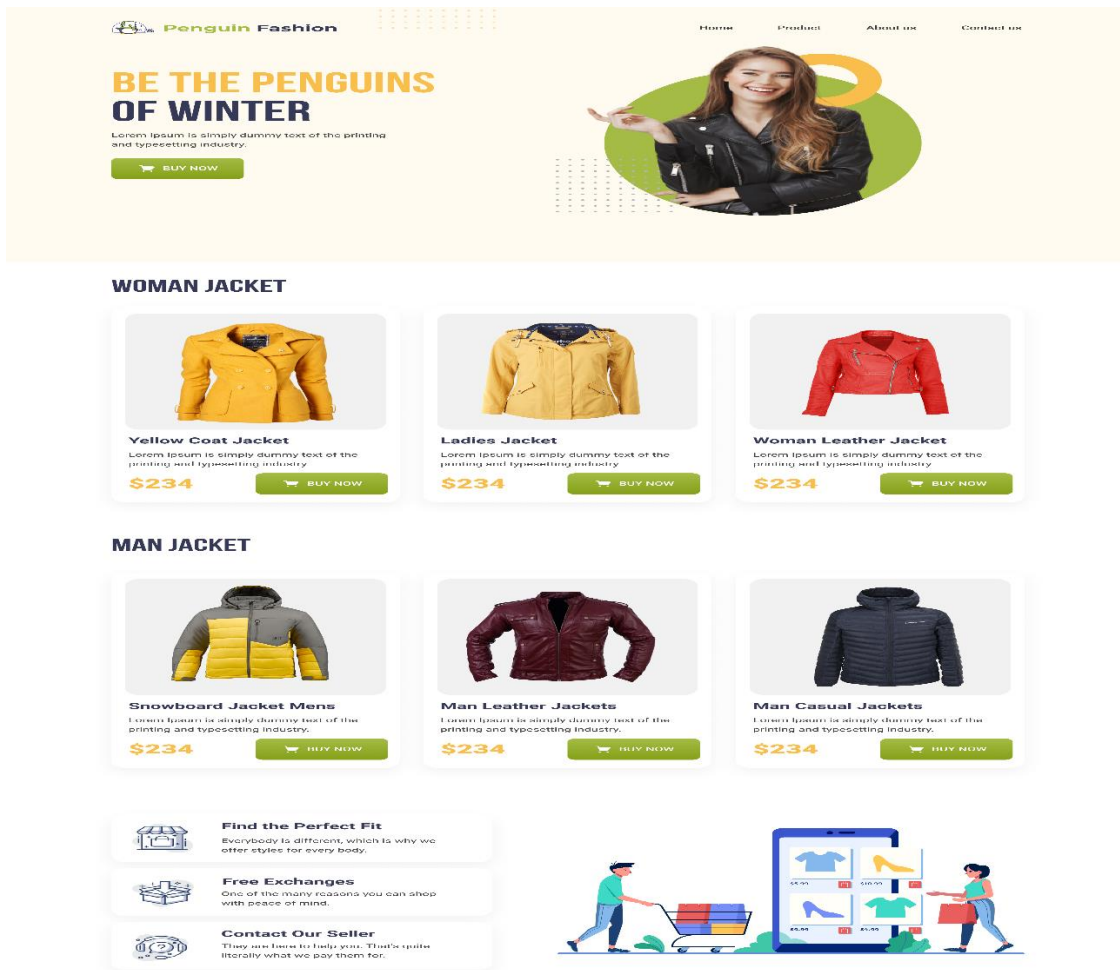 Penguin Fashion
Home Product About us Contact us
BE THE PENGUINS
OF WINTER
Lorem Ipsum is simply dummy text of the printing
and typesetting industry.
BUY NOW
WOMAN JACKET
Yellow Coat Jacket
Lorem Ipsum is simply dummy text of the
printing and typesetting industry
$234 BUY NOW
Ladies Jacket
Lorem Ipsum is simply dummy text of the
printing and typesetting industry
$234 BUY NOW
Woman Leather Jacket
Lorem Ipsum is simply dummy text of the
printing and typesetting industry
$234 BUY NOW
MAN JACKET
Snowboard Jacket Mens
Lorem Ipsum is simply dummy text of the
printing and typesetting industry.
$234 BUY NOW
Man Leather Jackets
Lorem Ipsum is simply dummy text of the
printing and typesetting industry.
$234 BUY NOW
Man Casual Jackets
Lorem Ipsum is simply dummy text of the
printing and typesetting industry.
$234 BUY NOW
Find the Perfect Fit
Everybody is different, which is why we
offer styles for every body.
Free Exchanges
One of the many reasons you can shop
with peace of mind.
Contact Our Seller
They are here to help you. That's quite
literally what we pay them for.